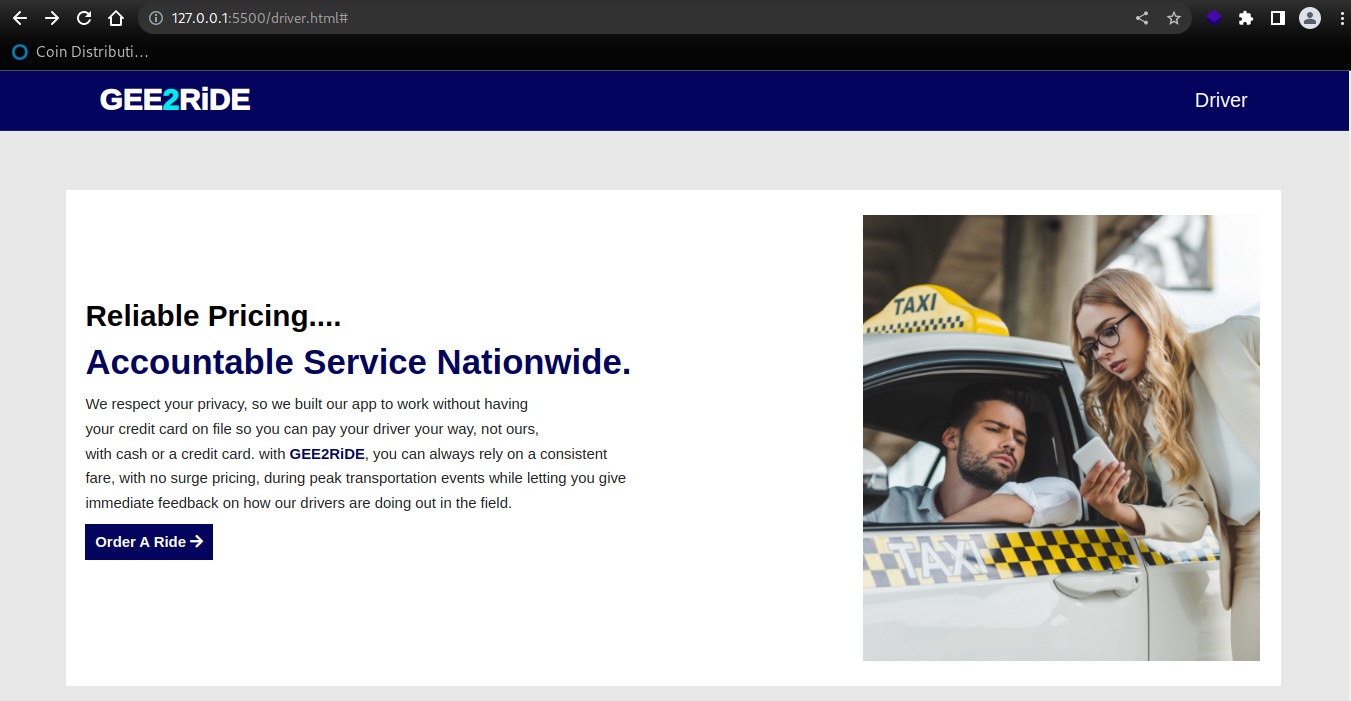 127.0.0.1:5500/driver.html#
Coin Distributi...
GEE2RiDE
Driver
Reliable Pricing....
Accountable Service Nationwide.
We respect your privacy, so we built our app to work without having
your credit card on file so you can pay your driver your way, not ours,
with cash or a credit card. with GEE2RiDE, you can always rely on a consistent
fare, with no surge pricing, during peak transportation events while letting you give
immediate feedback on how our drivers are doing out in the field.
Order A Ride
TAXI
TAXI